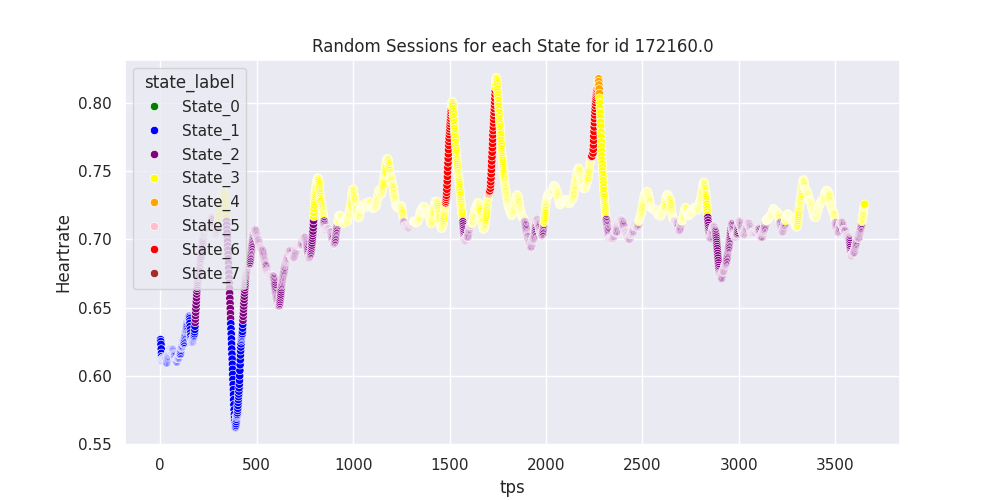 Random Sessions for each State for id 172160.0
state_label
State_0
State_1
State_2
State_3
State_4
State_5
State_6
State_7
Heartrate
0.80
0.75
0.70
0.65
0.60
0.55
0
500
1000
1500
2000
2500
3000
3500
tps